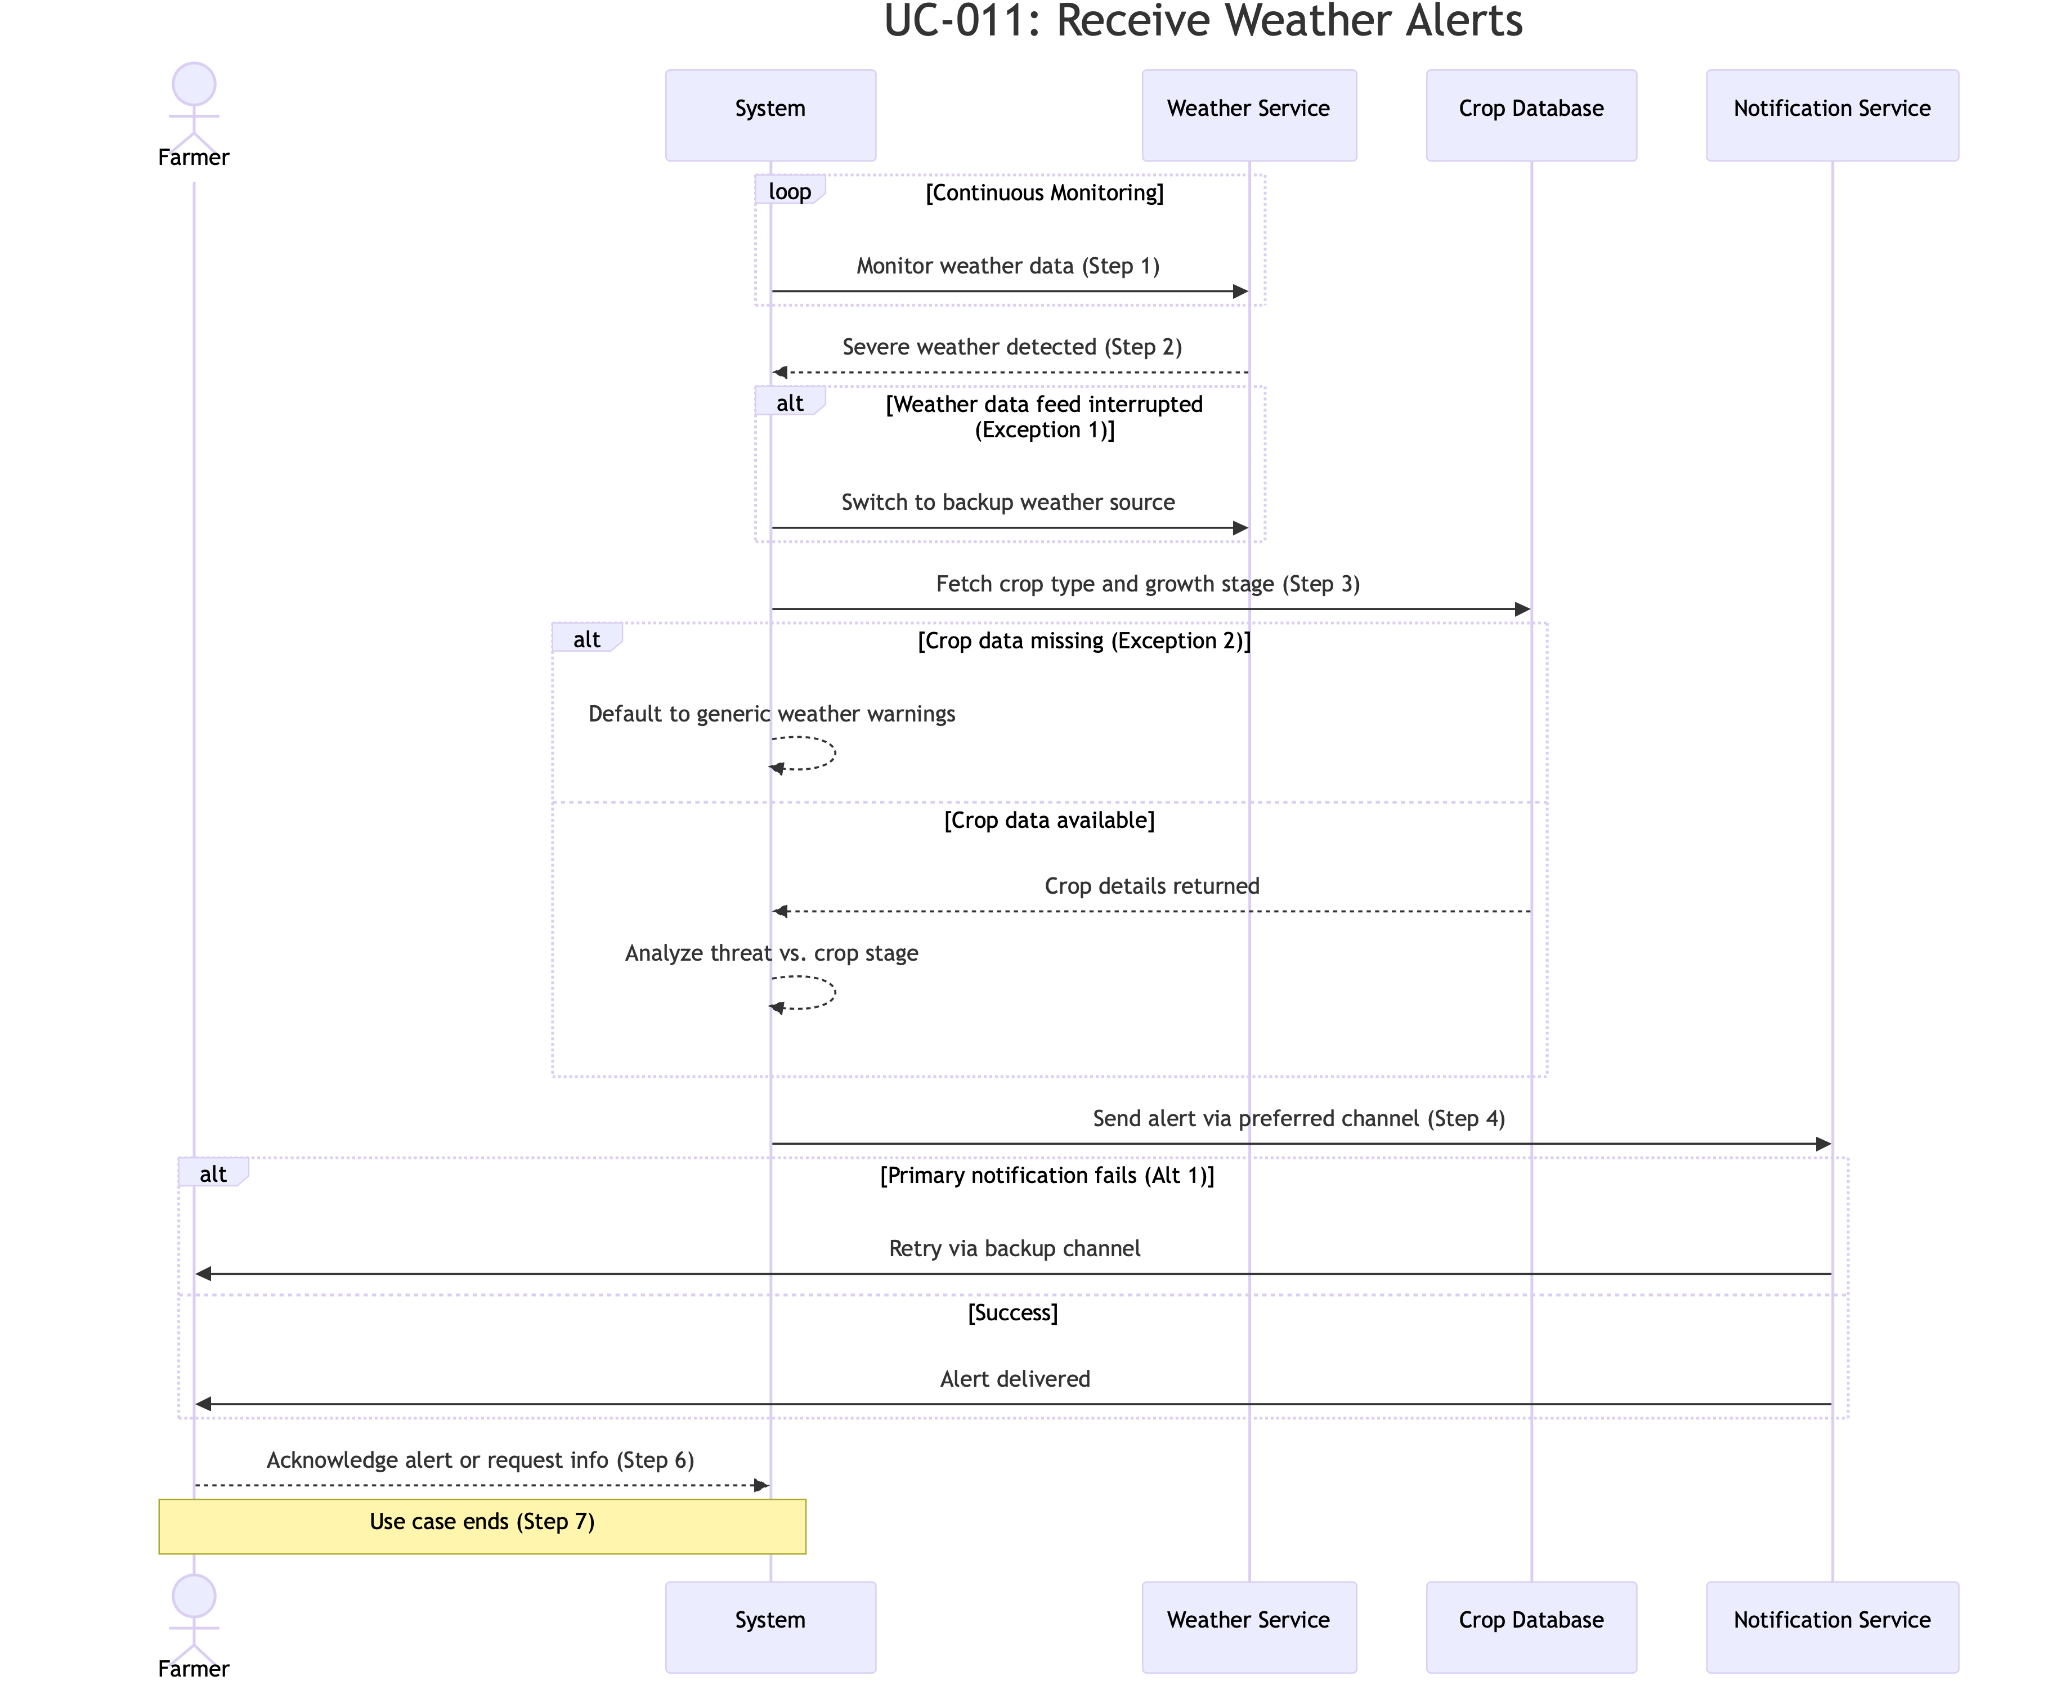 UC-011: Receive Weather Alerts
Farmer
System
Weather Service
Crop Database
Notification Service
loop
[Continuous Monitoring]
Monitor weather data (Step 1)
Severe weather detected (Step 2)
alt
[Weather data feed interrupted
(Exception 1)]
Switch to backup weather source
Fetch crop type and growth stage (Step 3)
alt
[Crop data missing (Exception 2)]
Default to generic weather warnings
[Crop data available]
Crop details returned
Analyze threat vs. crop stage
Send alert via preferred channel (Step 4)
alt
[Primary notification fails (Alt 1)]
Retry via backup channel
[Success]
Alert delivered
Acknowledge alert or request info (Step 6)
Use case ends (Step 7)
Farmer
System
Weather Service
Crop Database
Notification Service